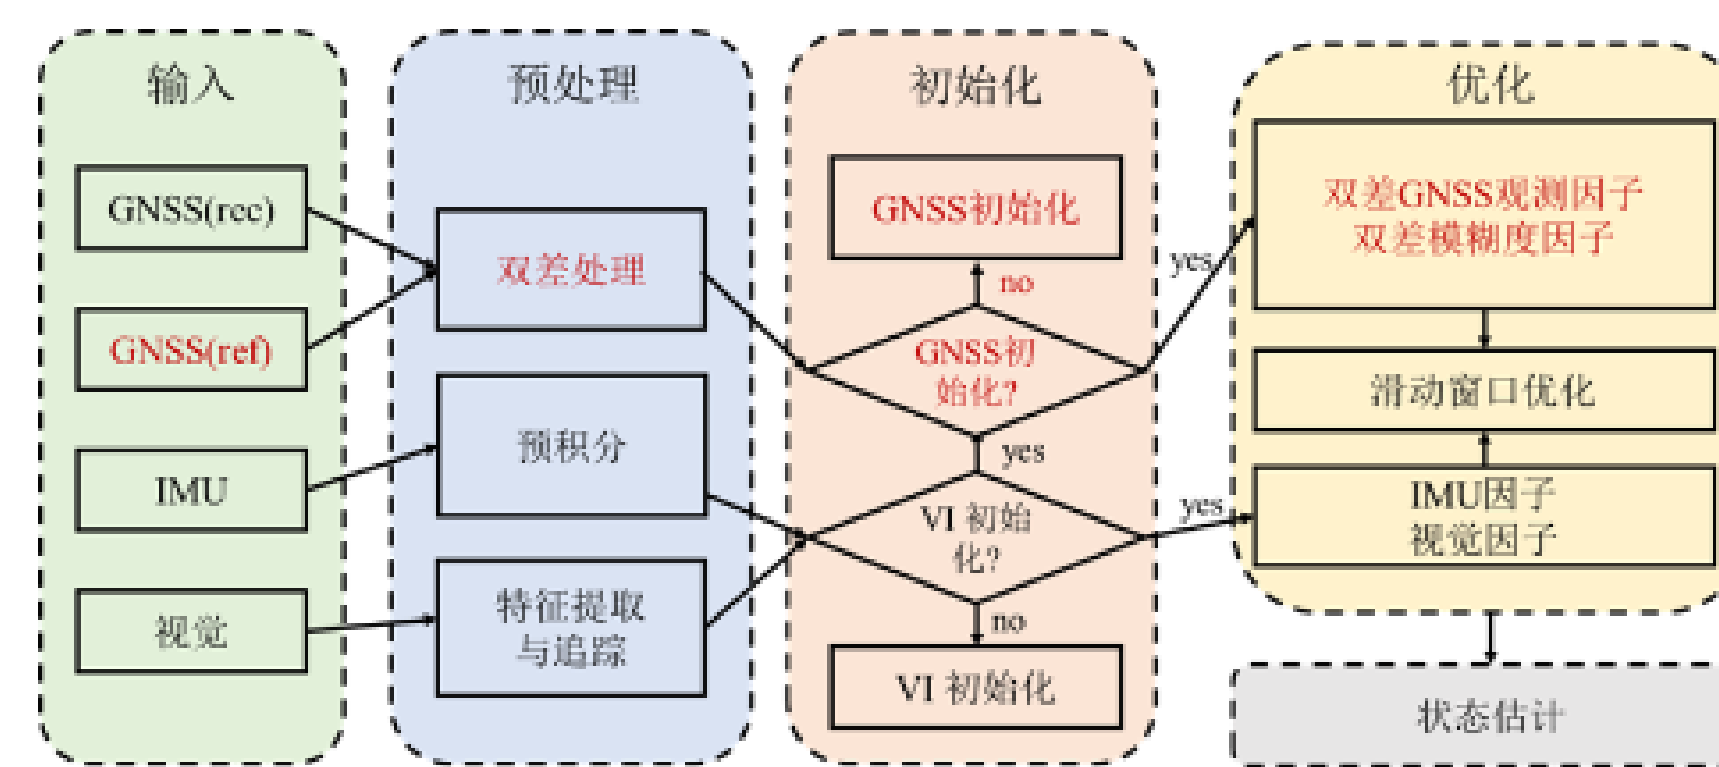 输入
GNSS(rec)
GNSS(ref)
IMU
视觉
预处理
双差处理
预积分
特征提取
与追踪
初始化
GNSS初始化
no
GNSS初
始化?
yes
yes
VI 初始
化?
yes
no
VI 初始化
优化
双差GNSS观测因子
双差模糊度因子
滑动窗口优化
IMU因子
视觉因子
状态估计